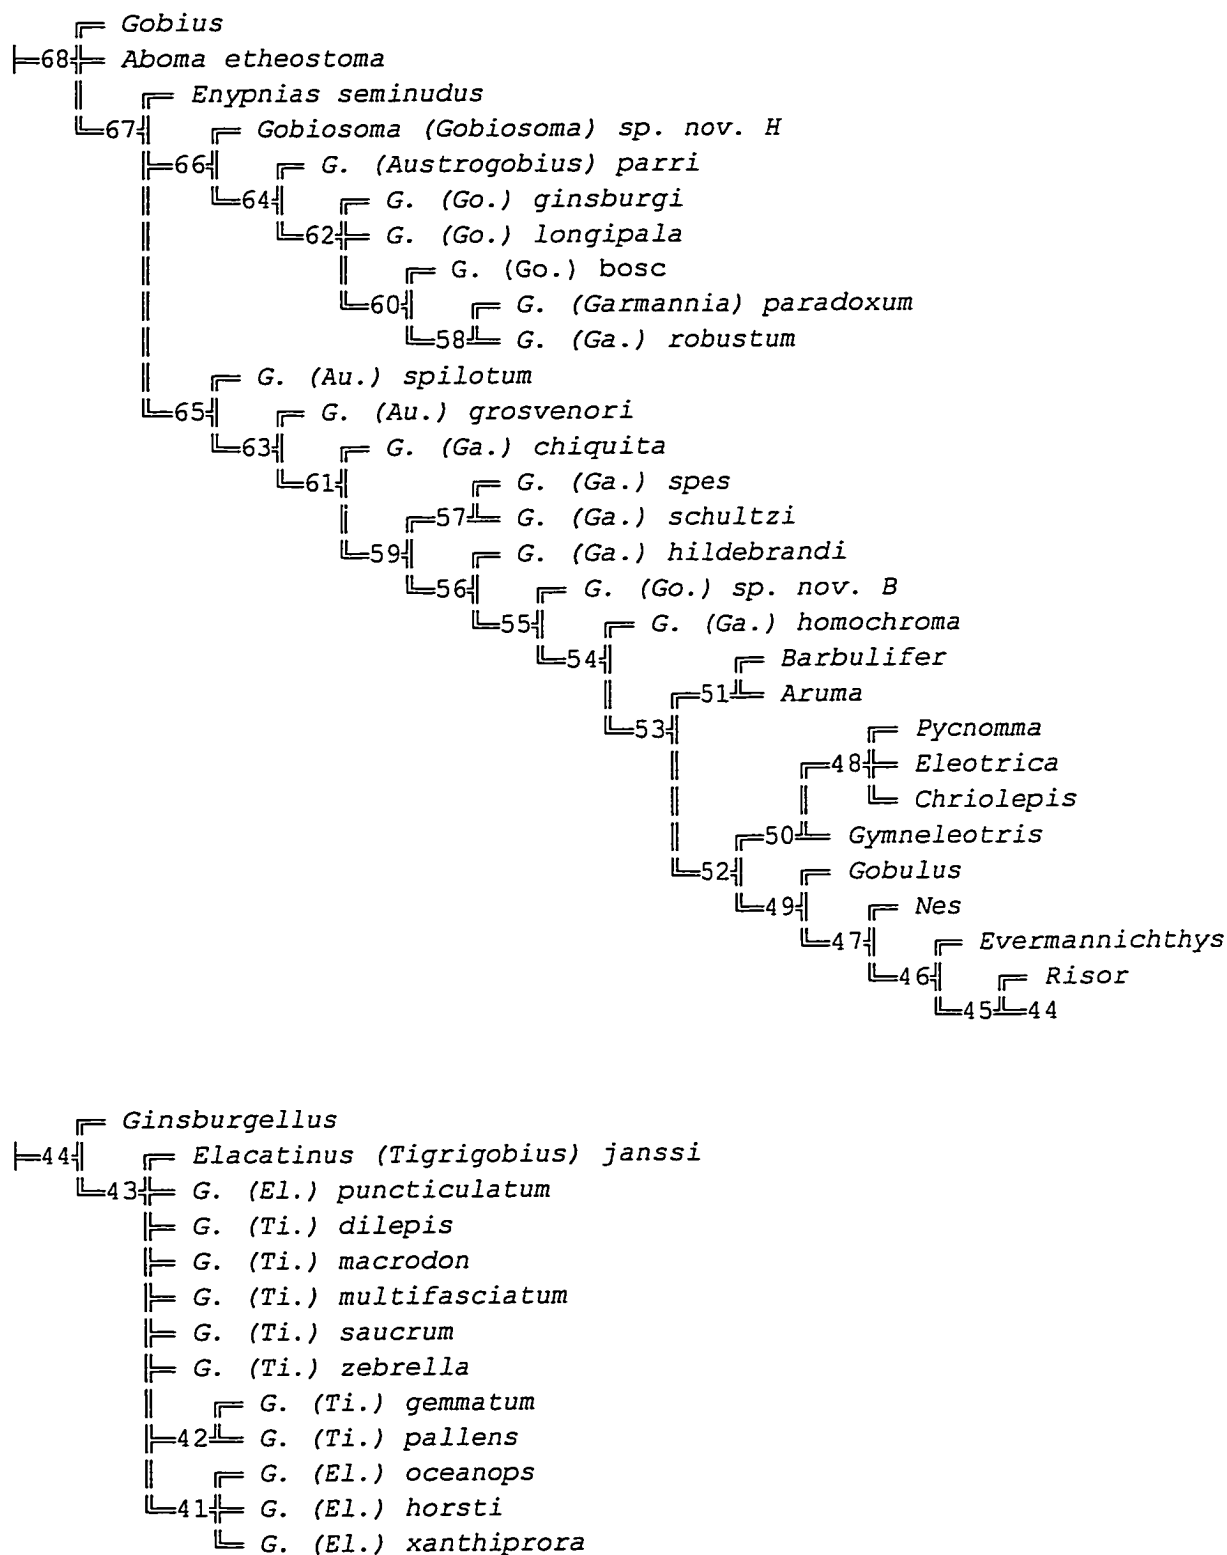 Gobius
68 Aboma etheostoma
Enypnias seminudus
67 Gobiosoma (Gobiosoma) sp. nov. H
66 G. (Austrogobius) parri
64 G. (Go.) ginsburgi
62 G. (Go.) longipala
G. (Go.) bosc
60 G. (Garmannia) paradoxum
58 G. (Ga.) robustum
G. (Au.) spilotum
65 G. (Au.) grosvenori
63 G. (Ga.) chiquita
61 G. (Ga.) spes
57 G. (Ga.) schultzi
59 G. (Ga.) hildebrandi
56 G. (Go.) sp. nov. B
55 G. (Ga.) homochroma
54 Barbulifer
51 Aruma
53 Pycnomma
48 Eleotrica
Chriolepis
50 Gymneleotris
52 Gobulus
49 Nes
47 Evermannichthys
46 Risor
45 44
Ginsburgellus
44 Elacatinus (Tigrigobius) janssi
43 G. (El.) puncticulatum
G. (Ti.) dilepis
G. (Ti.) macrodon
G. (Ti.) multifasciatum
G. (Ti.) saucrum
G. (Ti.) zebrella
G. (Ti.) gemmatum
42 G. (Ti.) pallens
G. (El.) oceanops
41 G. (El.) horsti
G. (El.) xanthiprora